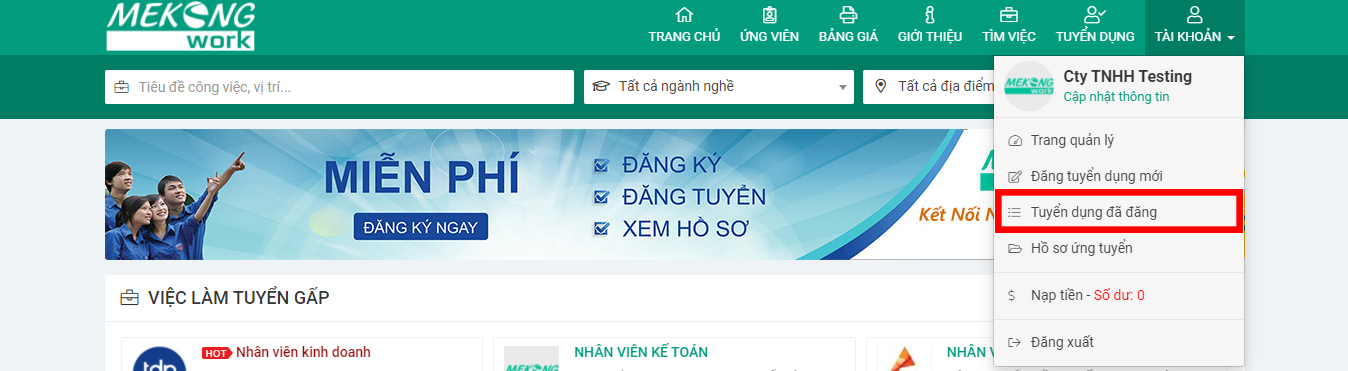 MEKONG
work
TRANG CHỦ
ỨNG VIÊN
BẢNG GIÁ
GIỚI THIỆU
TÌM VIỆC
TUYỂN DỤNG
TÀI KHOẢN
Tiêu đề công việc, vị trí...
Tất cả ngành nghề
Tất cả địa điểm
Cty TNHH Testing
Cập nhật thông tin
Trang quản lý
Đăng tuyển dụng mới
Tuyển dụng đã đăng
Hồ sơ ứng tuyển
$ Nạp tiền - Số dư: 0
Đăng xuất
MIỄN PHÍ
ĐĂNG KÝ NGAY
ĐĂNG KÝ
ĐĂNG TUYỂN
XEM HỒ SƠ
Kết Nối
VIỆC LÀM TUYỂN GẤP
tdp
HOT Nhân viên kinh doanh
MEKONG
NHÂN VIÊN KẾ TOÁN
NHÂN